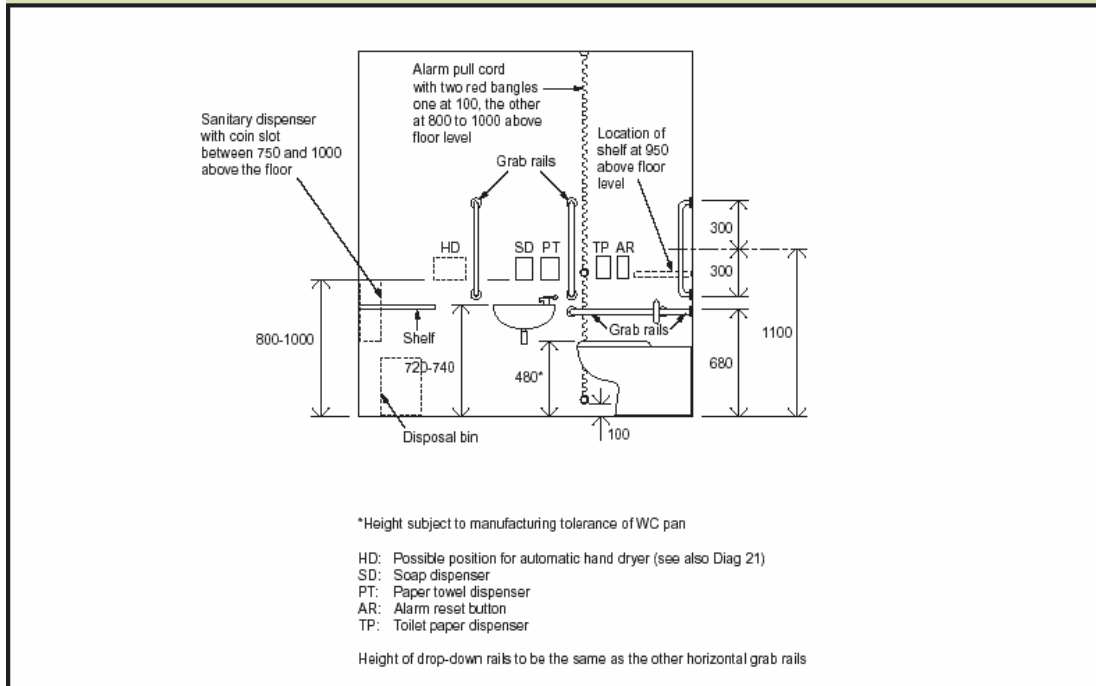 Alarm pull cord
with two red bangles
one at 100, the other
at 800 to 1000 above
floor level
Sanitary dispenser
with coin slot
between 750 and 1000
above the floor
Location of
shelf at 950
above floor
level
Grab rails
HD
SD
PT
TP
AR
300
300
800-1000
Shelf
720-740
480*
Grab rails
680
1100
100
Disposal bin
*Height subject to manufacturing tolerance of WC pan
HD: Possible position for automatic hand dryer (see also Diag 21)
SD: Soap dispenser
PT: Paper towel dispenser
AR: Alarm reset button
TP: Toilet paper dispenser
Height of drop-down rails to be the same as the other horizontal grab rails